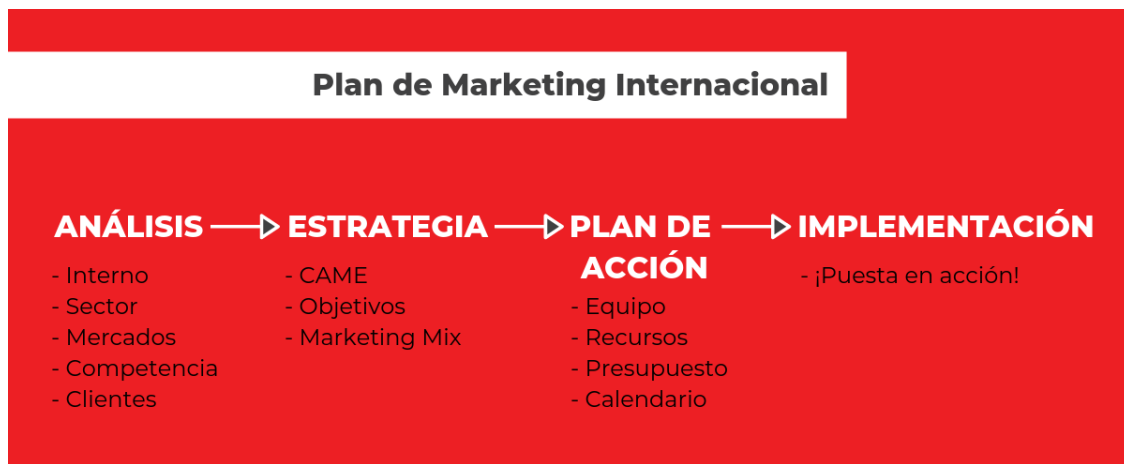 Plan de Marketing Internacional
ANÁLISIS
- Interno
- Sector
- Mercados
- Competencia
- Clientes
ESTRATEGIA
- CAME
- Objetivos
- Marketing Mix
PLAN DE
ACCIÓN
- Equipo
- Recursos
- Presupuesto
- Calendario
IMPLEMENTACIÓN
- ¡Puesta en acción!